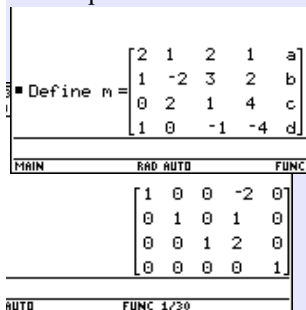 2 1 2 1 a
1 -2 3 2 b
▪Define m =
0 2 1 4 c
1 0 -1 -4 d
MAIN RAD AUTO FUNC
1 0 0 -2 0
0 1 0 1 0
0 0 1 2 0
0 0 0 0 1
AUTO FUNC 1/30